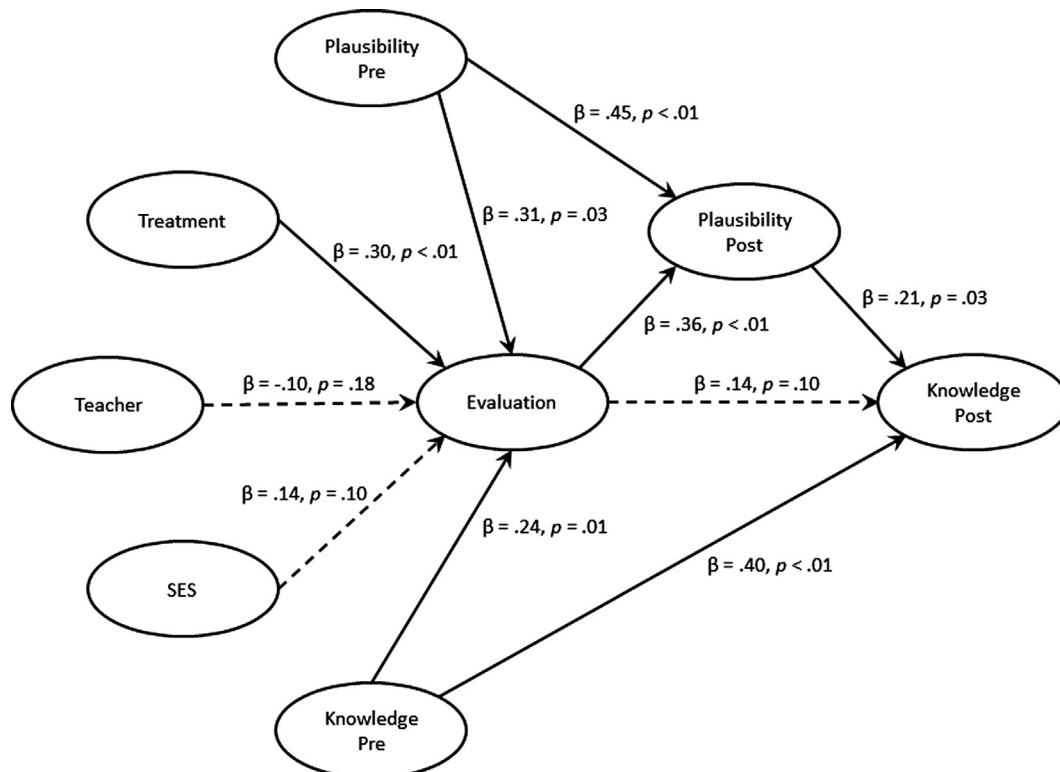 Plausibility
Pre
β = .45, p < .01
Treatment
β = .31, p = .03
Plausibility
Post
β = .30, p < .01
β = .21, p = .03
β = .36, p < .01
β = -.10, p = .18
β = .14, p = .10
Teacher
Evaluation
Knowledge
Post
β = .14, p = .10
β = .24, p = .01
β = .40, p < .01
SES
Knowledge
Pre